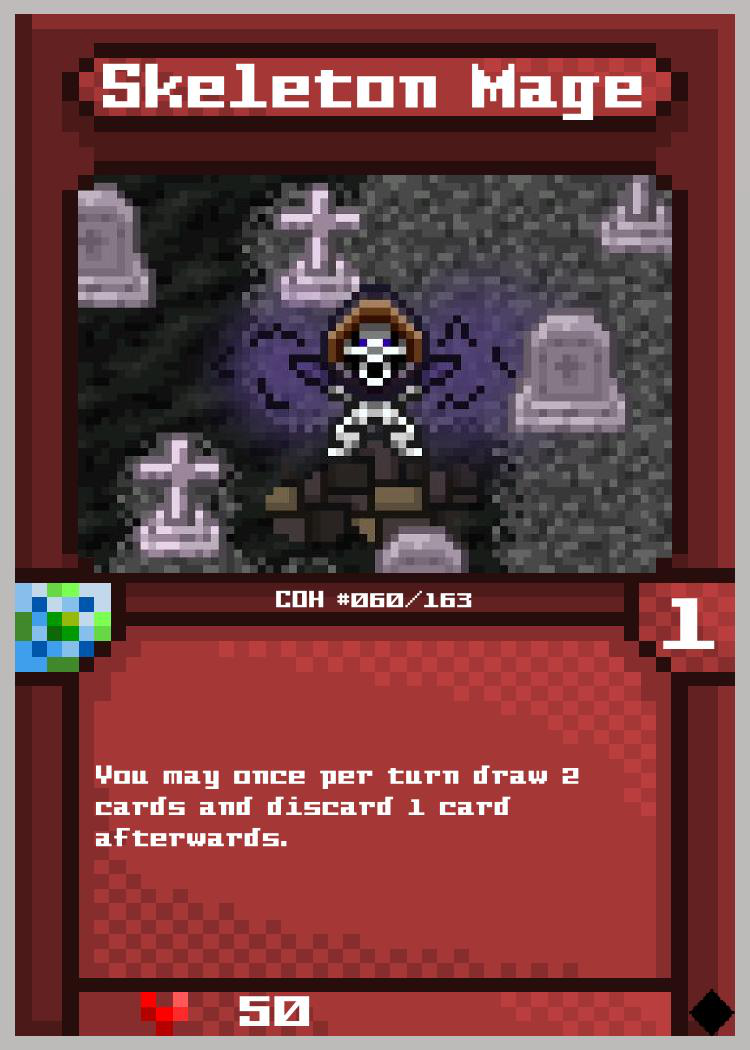 Skeleton Mage
COH #060/163
1
You may once per turn draw 2
cards and discard 1 card
afterwards.
50